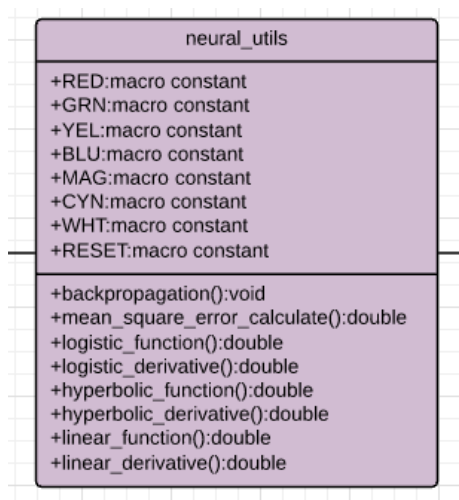 neural_utils
+RED:macro constant
+GRN:macro constant
+YEL:macro constant
+BLU:macro constant
+MAG:macro constant
+CYN:macro constant
+WHT:macro constant
+RESET:macro constant
+backpropagation():void
+mean_square_error_calculate():double
+logistic_function():double
+logistic_derivative():double
+hyperbolic_function():double
+hyperbolic_derivative():double
+linear_function():double
+linear_derivative():double